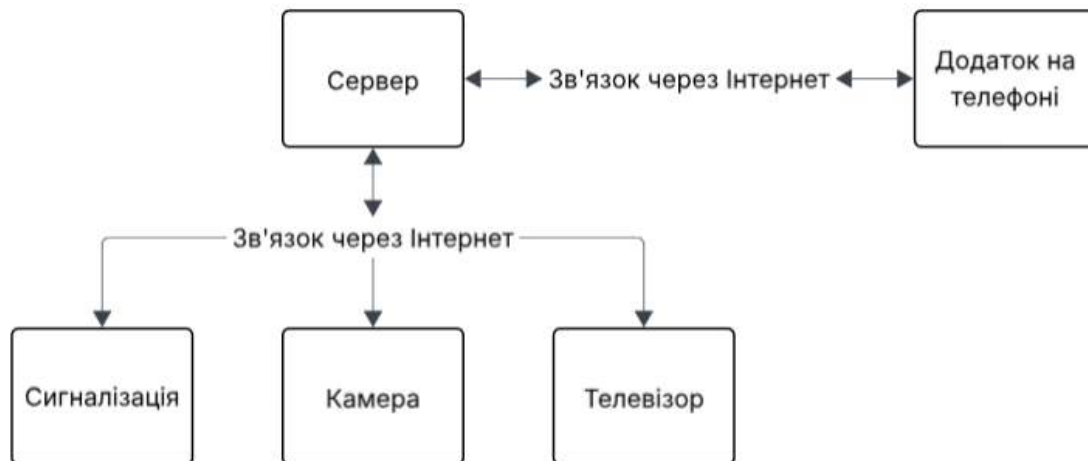 Сервер
Зв'язок через Інтернет
Додаток на
телефоні
Зв'язок через Інтернет
Сигналізація
Камера
Телевізор